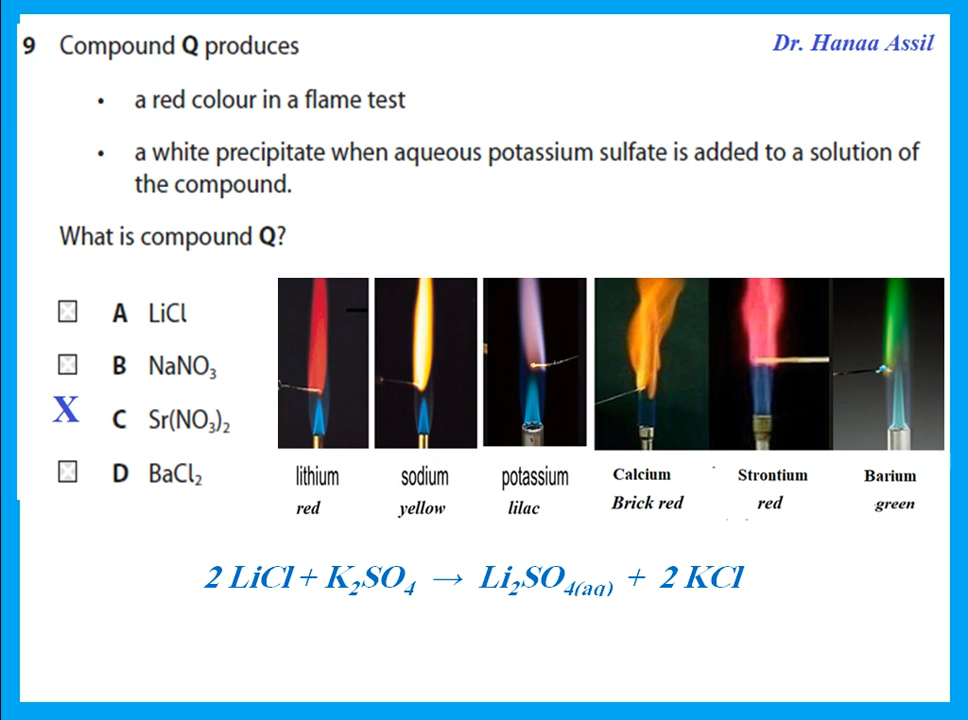 9 Compound Q produces
Dr. Hanaa Assil
• a red colour in a flame test
• a white precipitate when aqueous potassium sulfate is added to a solution of
the compound.
What is compound Q?
A LiCl
B NaNO₃
X C Sr(NO₃)₂
D BaCl₂
lithium sodium potassium Calcium Strontium Barium
red yellow lilac Brick red red green
2 LiCl + K₂SO₄ → Li₂SO₄(aq) + 2 KCl